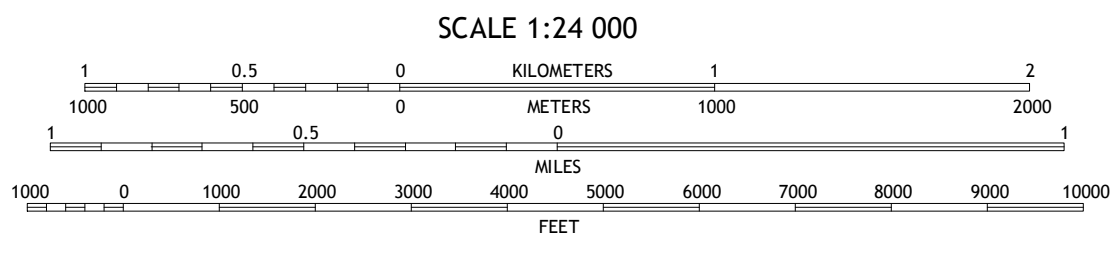 SCALE 1:24 000
1 0.5 0 KILOMETERS 1 2
1000 500 0 METERS 1000 2000
1 0.5 0 1
MILES
1000 0 1000 2000 3000 4000 5000 6000 7000 8000 9000 10000
FEET